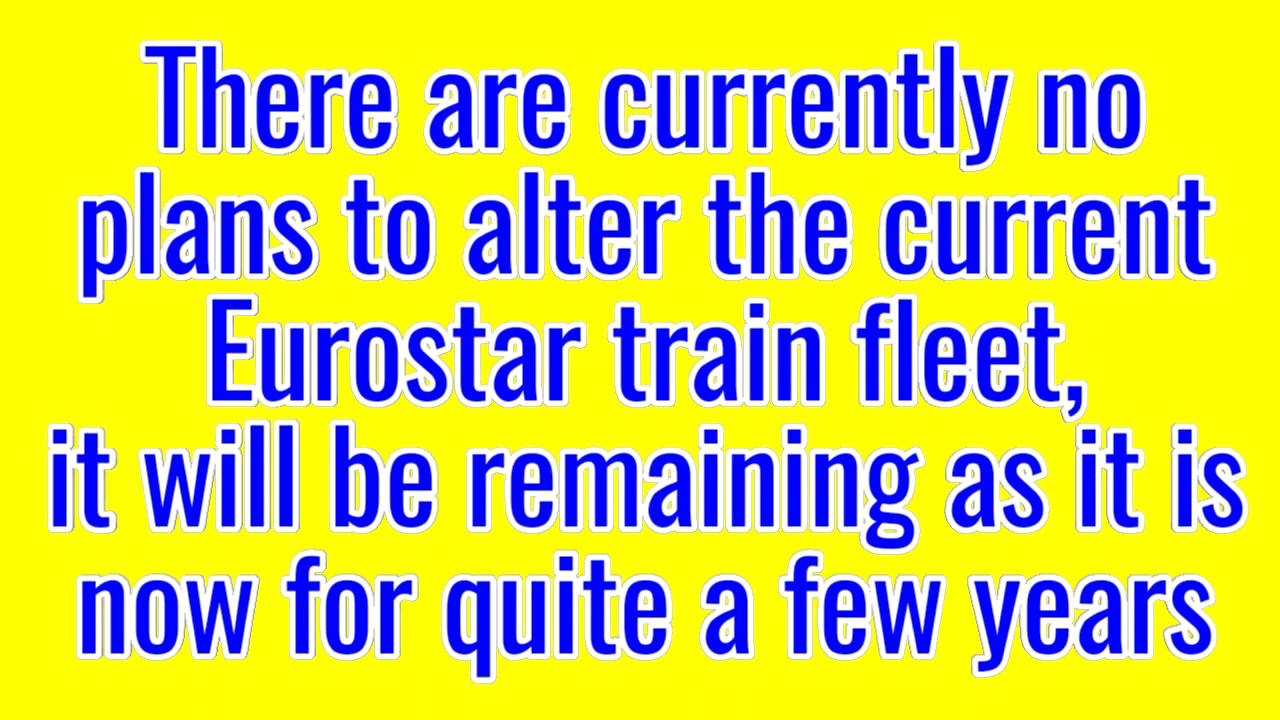 There are currently no
plans to alter the current
Eurostar train fleet,
it will be remaining as it is
now for quite a few years